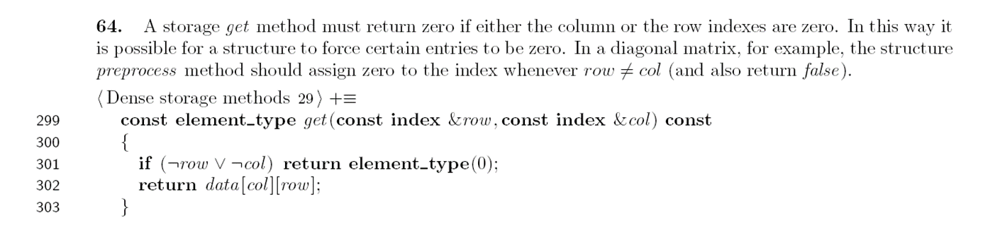 64. A storage get method must return zero if either the column or the row indexes are zero. In this way it
is possible for a structure to force certain entries to be zero. In a diagonal matrix, for example, the structure
preprocess method should assign zero to the index whenever row ≠ col (and also return false).
⟨Dense storage methods 29⟩ +≡
299 const element_type get(const index &row, const index &col) const
300 {
301 if (¬row ∨ ¬col) return element_type(0);
302 return data[col][row];
303 }